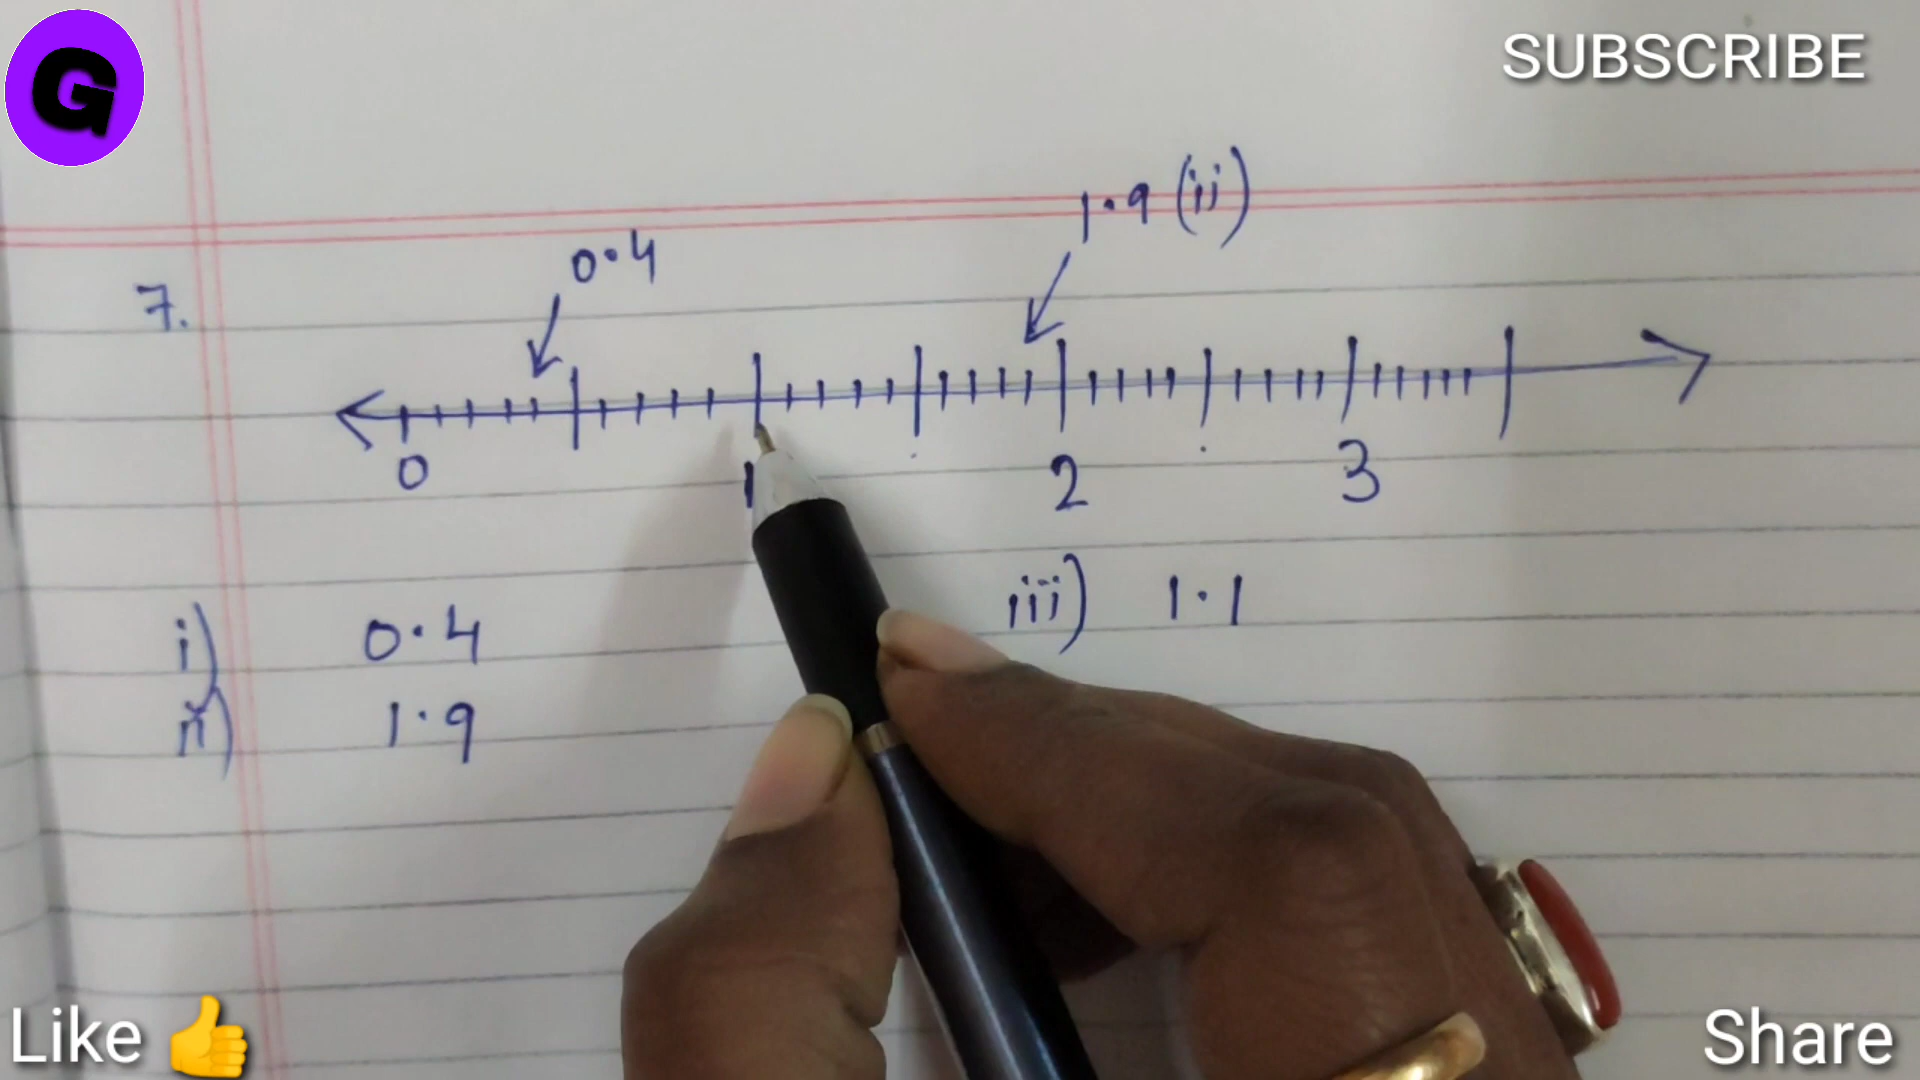 G
SUBSCRIBE
1.9 (ii)
0.4
7.
0 1 2 3
i) 0.4
iii) 1.1
ii) 1.9
Like 👍
Share